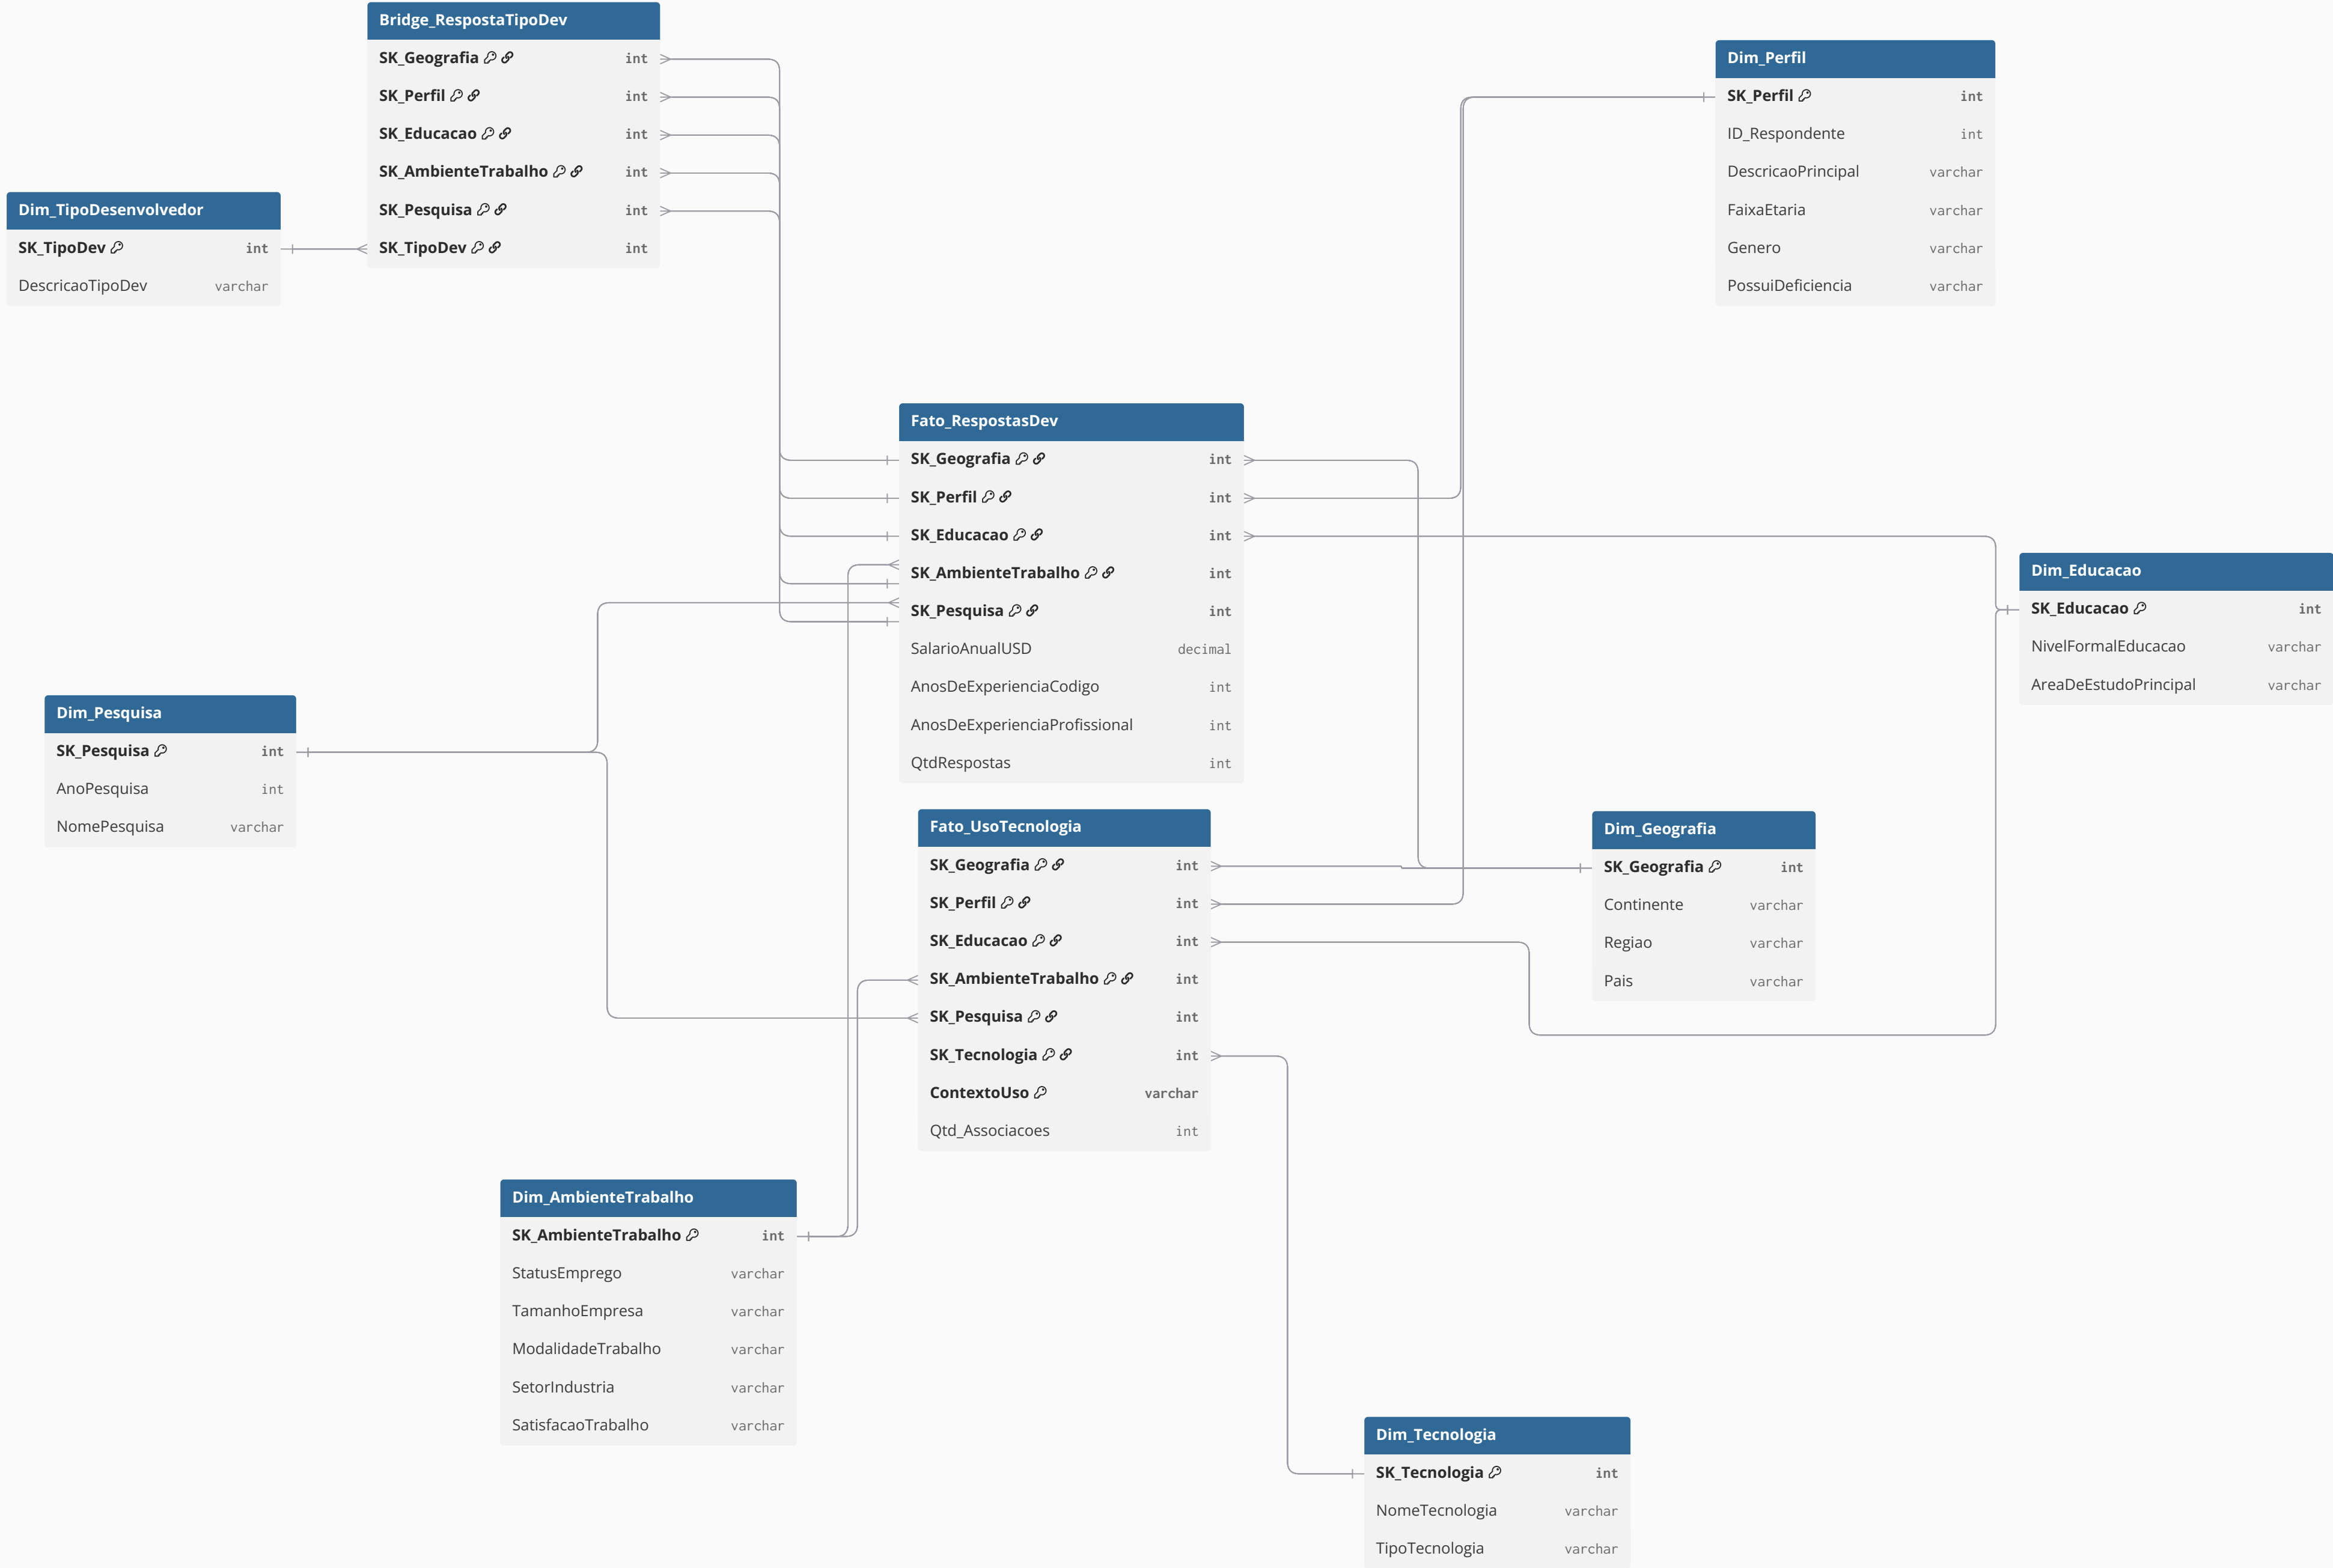 Bridge_RespostaTipoDev
SK_Geografia int
SK_Perfil int
SK_Educacao int
SK_AmbienteTrabalho int
SK_Pesquisa int
SK_TipoDev int
Dim_Perfil
SK_Perfil int
ID_Respondente int
DescricaoPrincipal varchar
FaixaEtaria varchar
Genero varchar
PossuiDeficiencia varchar
Dim_TipoDesenvolvedor
SK_TipoDev int
DescricaoTipoDev varchar
Fato_RespostasDev
SK_Geografia int
SK_Perfil int
SK_Educacao int
SK_AmbienteTrabalho int
SK_Pesquisa int
SalarioAnualUSD decimal
AnosDeExperienciaCodigo int
AnosDeExperienciaProfissional int
QtdRespostas int
Dim_Educacao
SK_Educacao int
NivelFormalEducacao varchar
AreaDeEstudoPrincipal varchar
Dim_Pesquisa
SK_Pesquisa int
AnoPesquisa int
NomePesquisa varchar
Fato_UsoTecnologia
SK_Geografia int
SK_Perfil int
SK_Educacao int
SK_AmbienteTrabalho int
SK_Pesquisa int
SK_Tecnologia int
ContextoUso varchar
Qtd_Associacoes int
Dim_Geografia
SK_Geografia int
Continente varchar
Regiao varchar
Pais varchar
Dim_AmbienteTrabalho
SK_AmbienteTrabalho int
StatusEmprego varchar
TamanhoEmpresa varchar
ModalidadeTrabalho varchar
SetorIndustria varchar
SatisfacaoTrabalho varchar
Dim_Tecnologia
SK_Tecnologia int
NomeTecnologia varchar
TipoTecnologia varchar